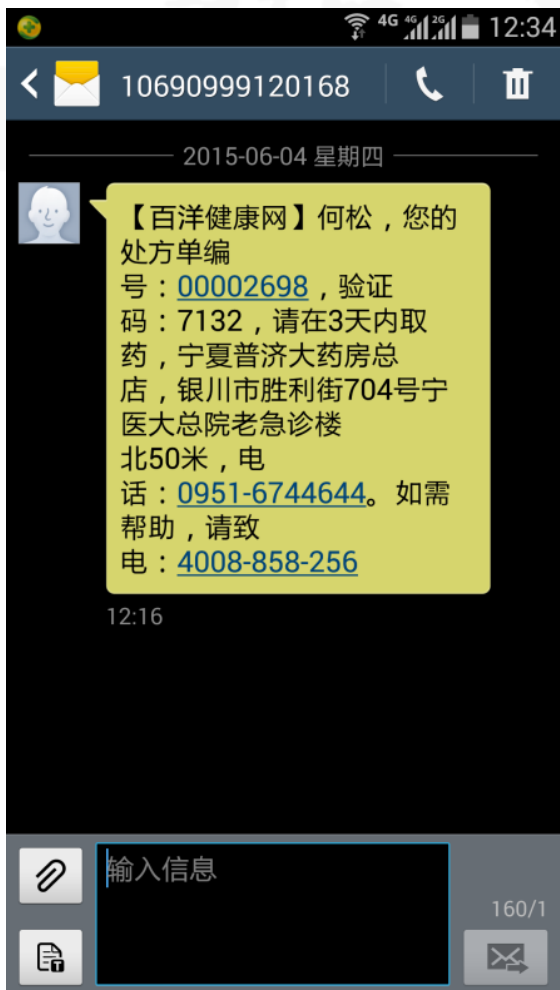 4G 4G 2G 12:34
10690999120168
2015-06-04 星期四
【百洋健康网】何松，您的
处方单编
号：00002698，验证
码：7132，请在3天内取
药，宁夏普济大药房总
店，银川市胜利街704号宁
医大总院老急诊楼
北50米，电
话：0951-6744644。如需
帮助，请致
电：4008-858-256
12:16
输入信息
160/1